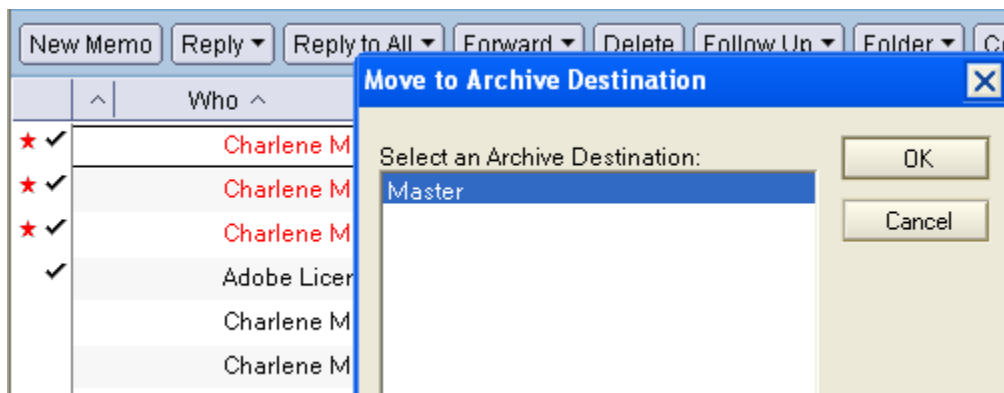 New Memo Reply Reply to All Forward Delete Follow Up Folder
Move to Archive Destination
Who
Charlene M
Select an Archive Destination:
OK
Charlene M
Master
Cancel
Charlene M
Adobe Licer
Charlene M
Charlene M